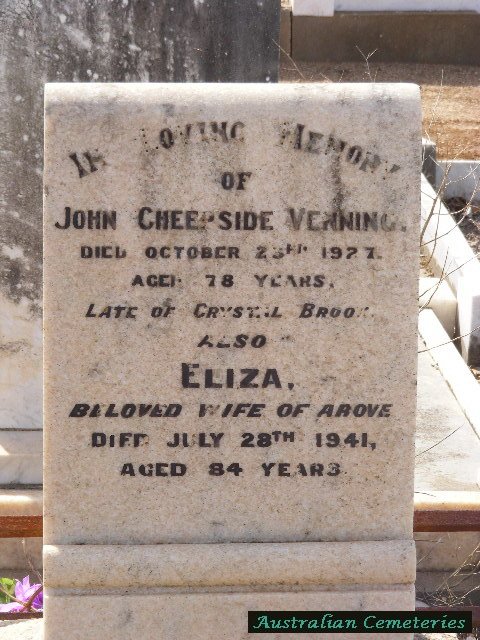 IN LOVING MEMORY
OF
JOHN CHEEPSIDE VENNING.
DIED OCTOBER 23RD 1927.
AGED 78 YEARS.
LATE OF CRYSTAL BROOK.
ALSO
ELIZA,
BELOVED WIFE OF ABOVE
DIED JULY 28TH 1941,
AGED 84 YEARS.
Australian Cemeteries